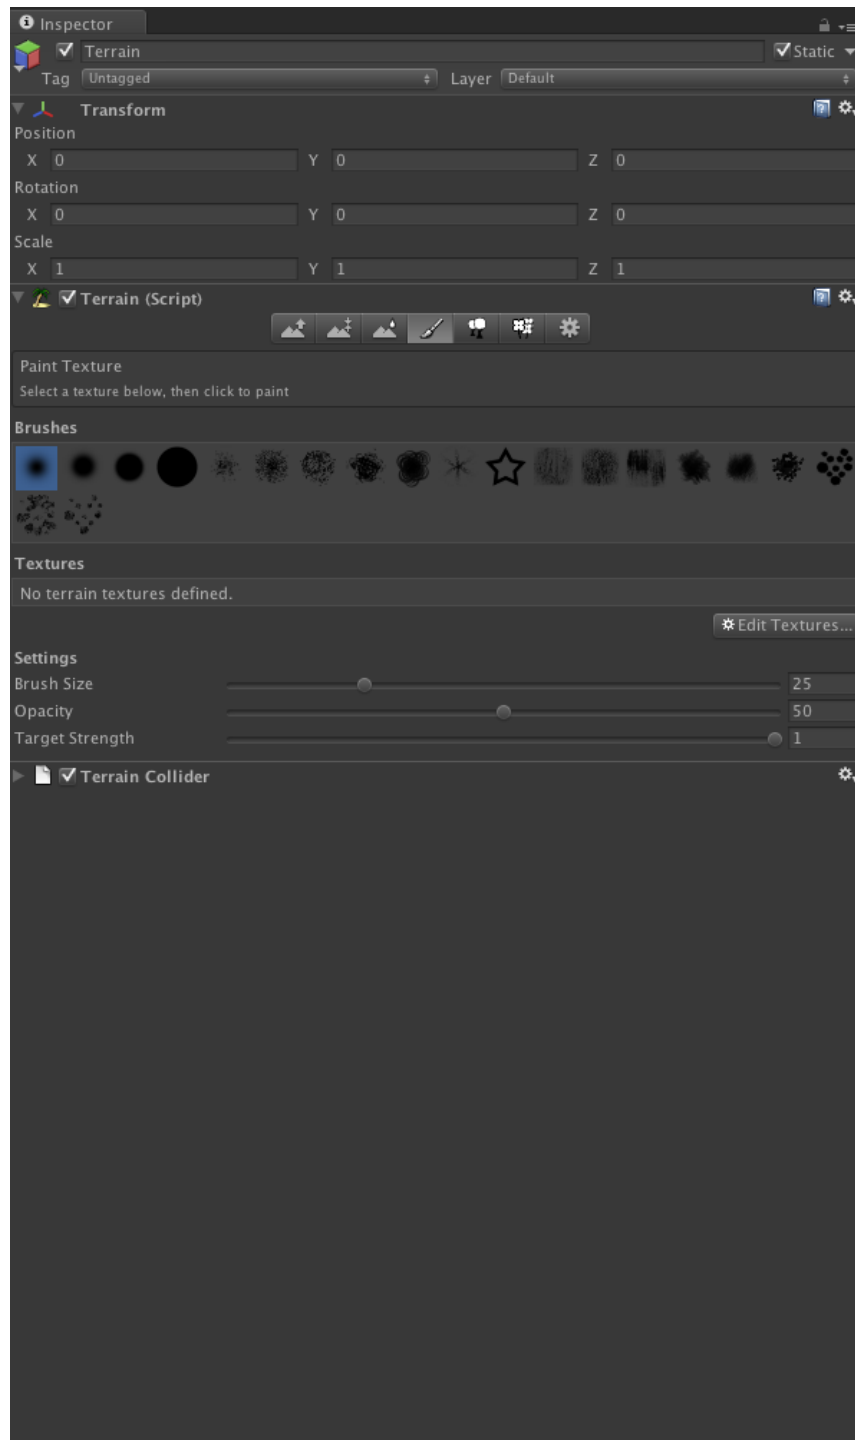 Inspector
Terrain
Static
Tag Untagged Layer Default
Transform
Position
X 0 Y 0 Z 0
Rotation
X 0 Y 0 Z 0
Scale
X 1 Y 1 Z 1
Terrain (Script)
Paint Texture
Select a texture below, then click to paint
Brushes
Textures
No terrain textures defined.
Edit Textures...
Settings
Brush Size 25
Opacity 50
Target Strength 1
Terrain Collider